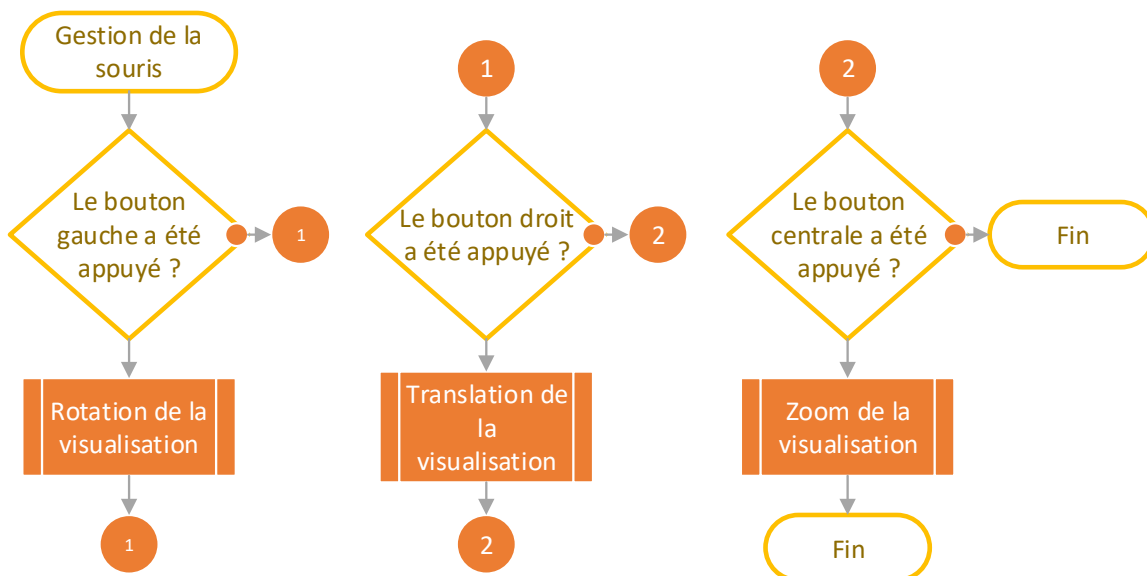 Gestion de la
souris
Le bouton
gauche a été
appuyé ?
1
Rotation de la
visualisation
1
1
Le bouton droit
a été appuyé ?
2
Translation de
la
visualisation
2
2
Le bouton
centrale a été
appuyé ?
Fin
Zoom de la
visualisation
Fin